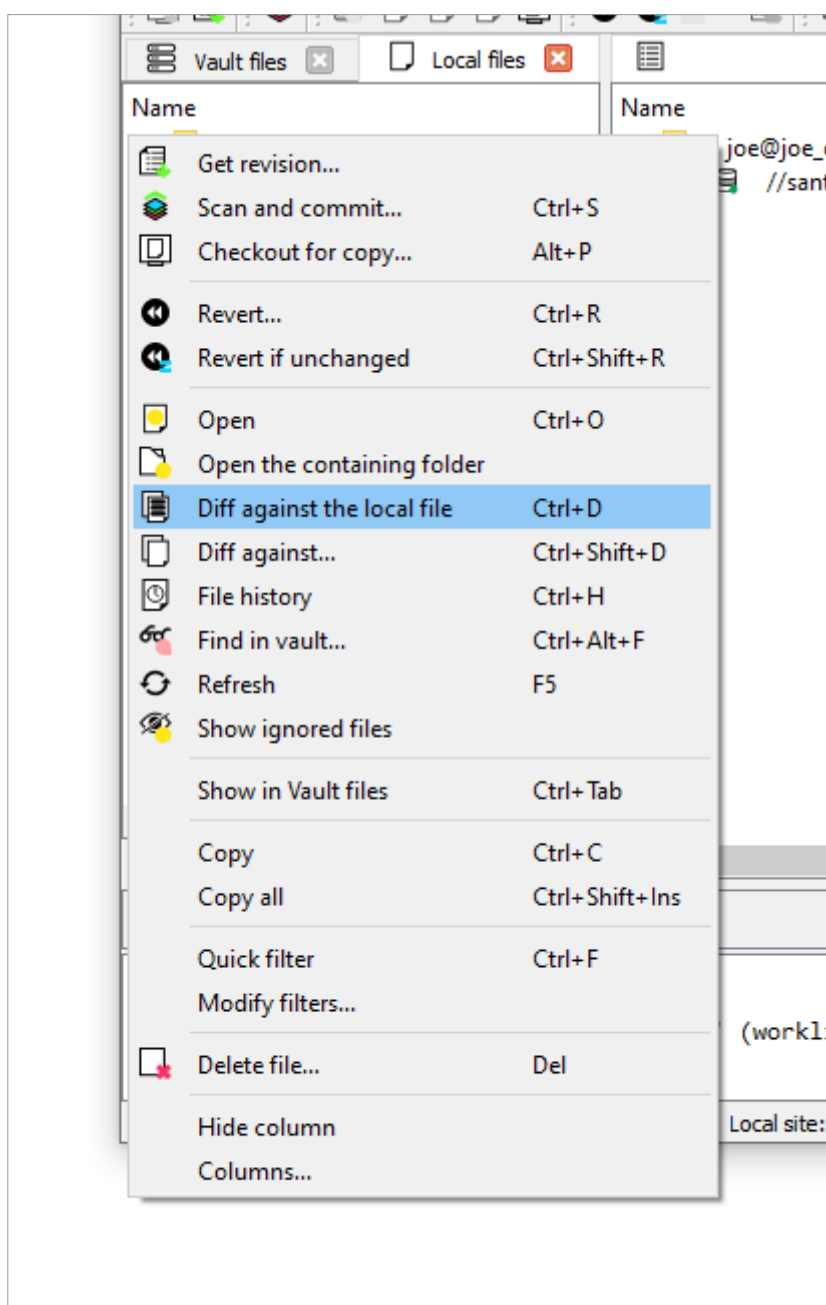 Vault files Local files
Name Name
joe@joe_
Get revision...
//sant
Scan and commit... Ctrl+S
Checkout for copy... Alt+P
Revert... Ctrl+R
Revert if unchanged Ctrl+Shift+R
Open Ctrl+O
Open the containing folder
Diff against the local file Ctrl+D
Diff against... Ctrl+Shift+D
File history Ctrl+H
Find in vault... Ctrl+Alt+F
Refresh F5
Show ignored files
Show in Vault files Ctrl+Tab
Copy Ctrl+C
Copy all Ctrl+Shift+Ins
Quick filter Ctrl+F
Modify filters...
(workl
Delete file... Del
Hide column
Local site:
Columns...